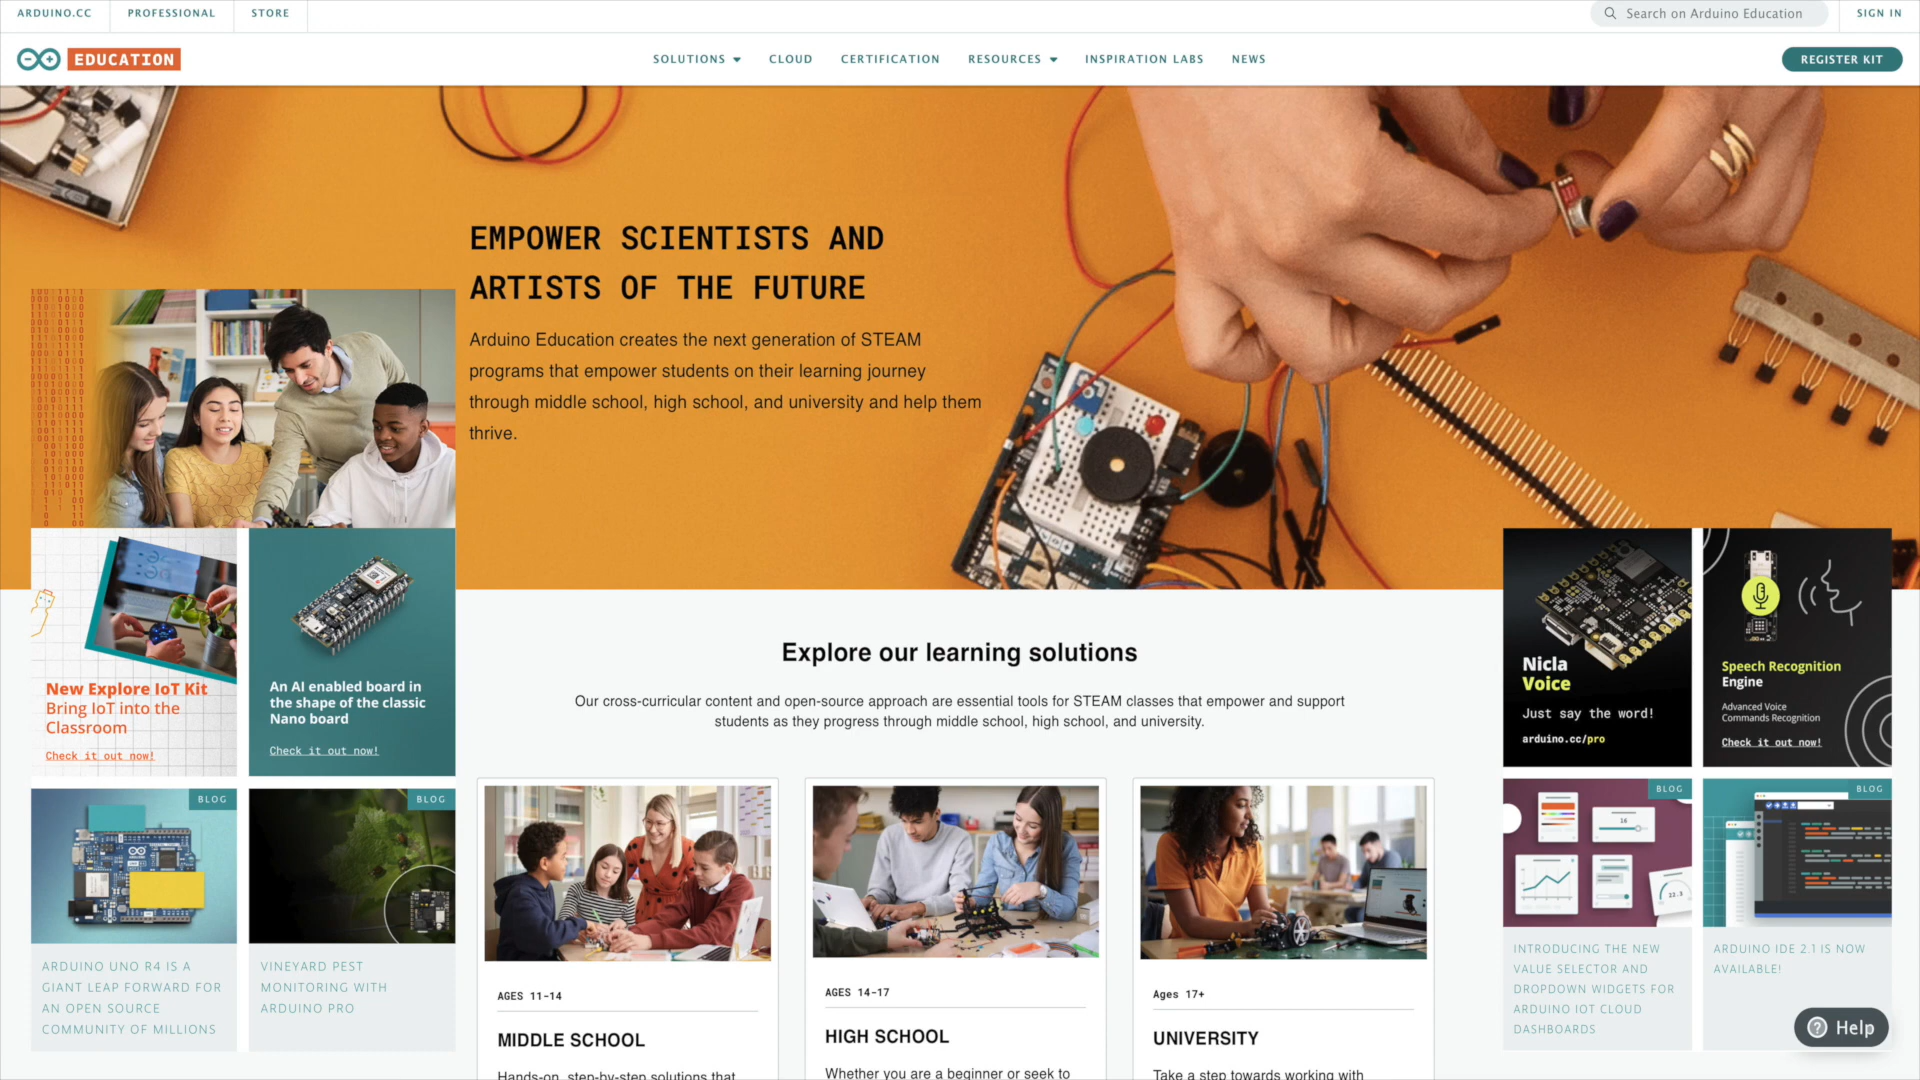 ARDUINO.CC
PROFESSIONAL
STORE
Search on Arduino Education
SIGN IN
EDUCATION
SOLUTIONS
CLOUD
CERTIFICATION
RESOURCES
INSPIRATION LABS
NEWS
REGISTER KIT
EMPOWER SCIENTISTS AND
ARTISTS OF THE FUTURE
Arduino Education creates the next generation of STEAM
programs that empower students on their learning journey
through middle school, high school, and university and help them
thrive.
New Explore IoT Kit
Bring IoT into the
Classroom
Check it out now!
An AI enabled board in
the shape of the classic
Nano board
Check it out now!
Nicla
Voice
Just say the word!
arduino.cc/pro
Speech Recognition
Engine
Advanced Voice
Commands Recognition
Check it out now!
Explore our learning solutions
Our cross-curricular content and open-source approach are essential tools for STEAM classes that empower and support
students as they progress through middle school, high school, and university.
BLOG
ARDUINO UNO R4 IS A
GIANT LEAP FORWARD FOR
AN OPEN SOURCE
COMMUNITY OF MILLIONS
BLOG
VINEYARD PEST
MONITORING WITH
ARDUINO PRO
AGES 11-14
MIDDLE SCHOOL
Hands-on, step-by-step solutions that
AGES 14-17
HIGH SCHOOL
Whether you are a beginner or seek to
Ages 17+
UNIVERSITY
Take a step towards working with
BLOG
16
22.3
INTRODUCING THE NEW
VALUE SELECTOR AND
DROPDOWN WIDGETS FOR
ARDUINO IOT CLOUD
DASHBOARDS
BLOG
ARDUINO IDE 2.1 IS NOW
AVAILABLE!
Help